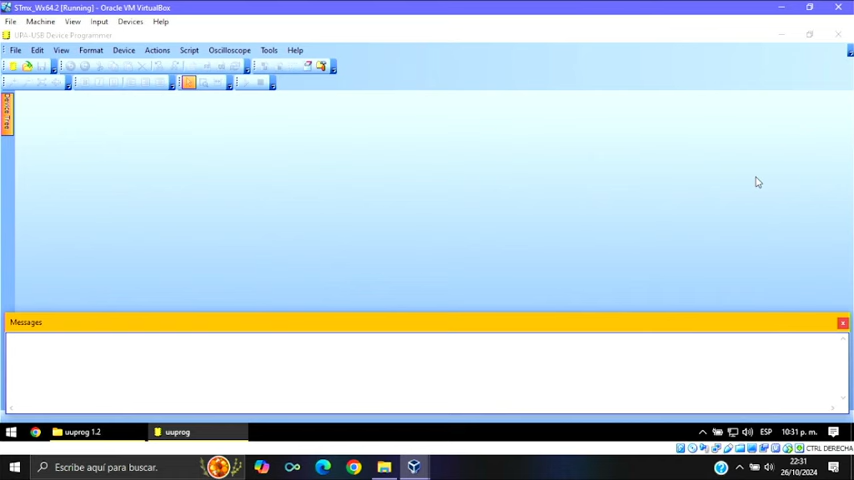 STmx_Wx64.2 [Running] - Oracle VM VirtualBox
File Machine View Input Devices Help
UPA-USB Device Programmer
File Edit View Format Device Actions Script Oscilloscope Tools Help
Device Tree
Messages
uuprog 1.2
uuprog
ESP
10:31 p. m.
CTRL DERECHA
Escribe aquí para buscar.
22:31
26/10/2024